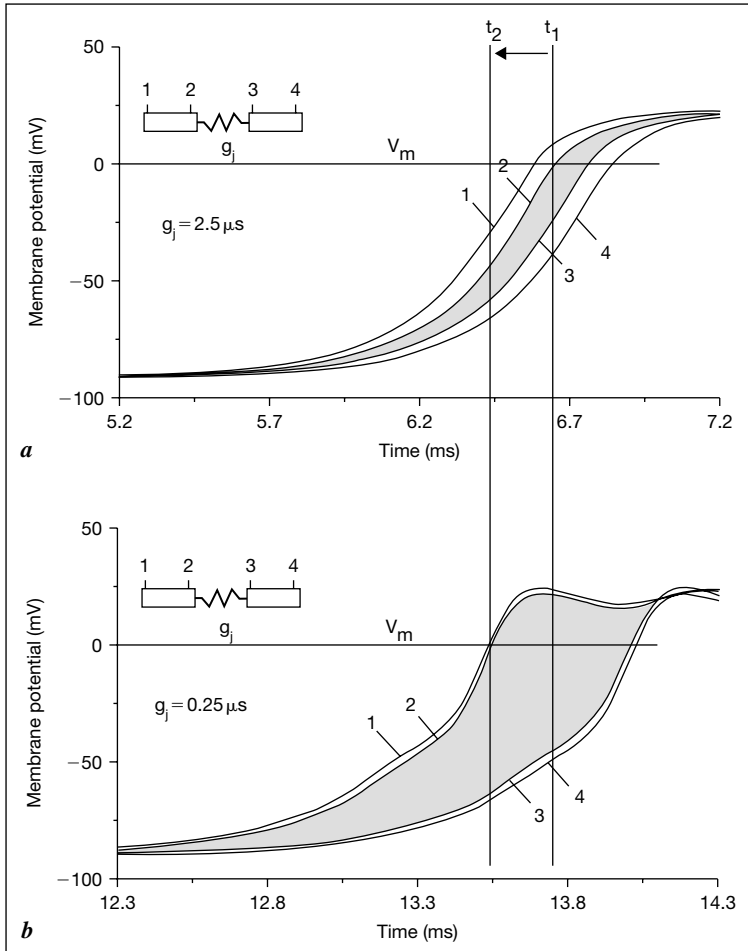 t2 t1
50
1 2 3 4
gj
Vm
0
2
1
gj = 2.5 μs
3
4
−50
−100
5.2 5.7 6.2 6.7 7.2
Membrane potential (mV)
Time (ms)
a
50
1 2 3 4
gj
Vm
0
gj = 0.25 μs
1
2
−50
3
4
−100
12.3 12.8 13.3 13.8 14.3
Membrane potential (mV)
Time (ms)
b